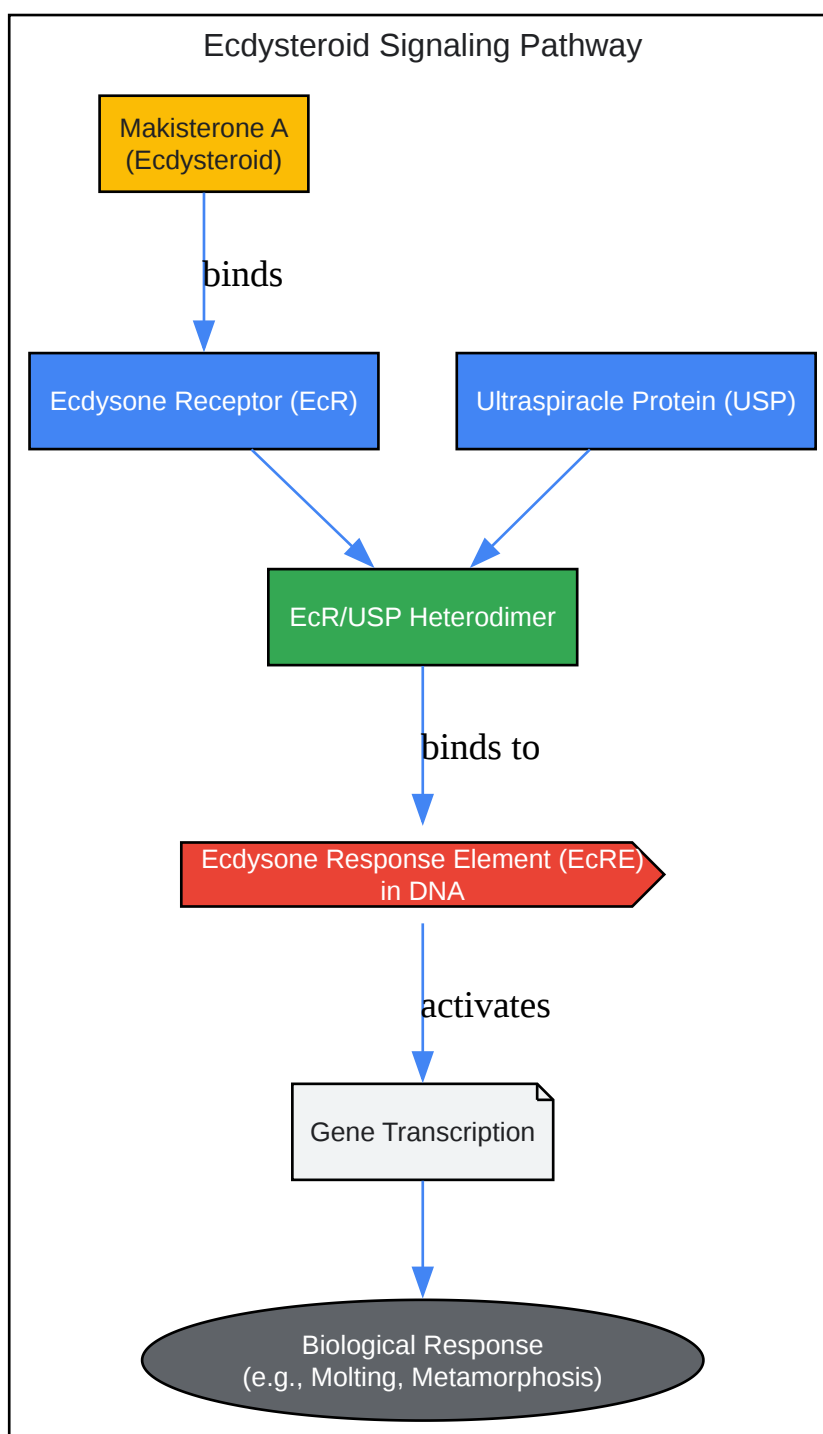 Ecdysteroid Signaling Pathway
Makisterone A
(Ecdysteroid)
binds
Ecdysone Receptor (EcR)
Ultraspiracle Protein (USP)
EcR/USP Heterodimer
binds to
Ecdysone Response Element (EcRE)
in DNA
activates
Gene Transcription
Biological Response
(e.g., Molting, Metamorphosis)